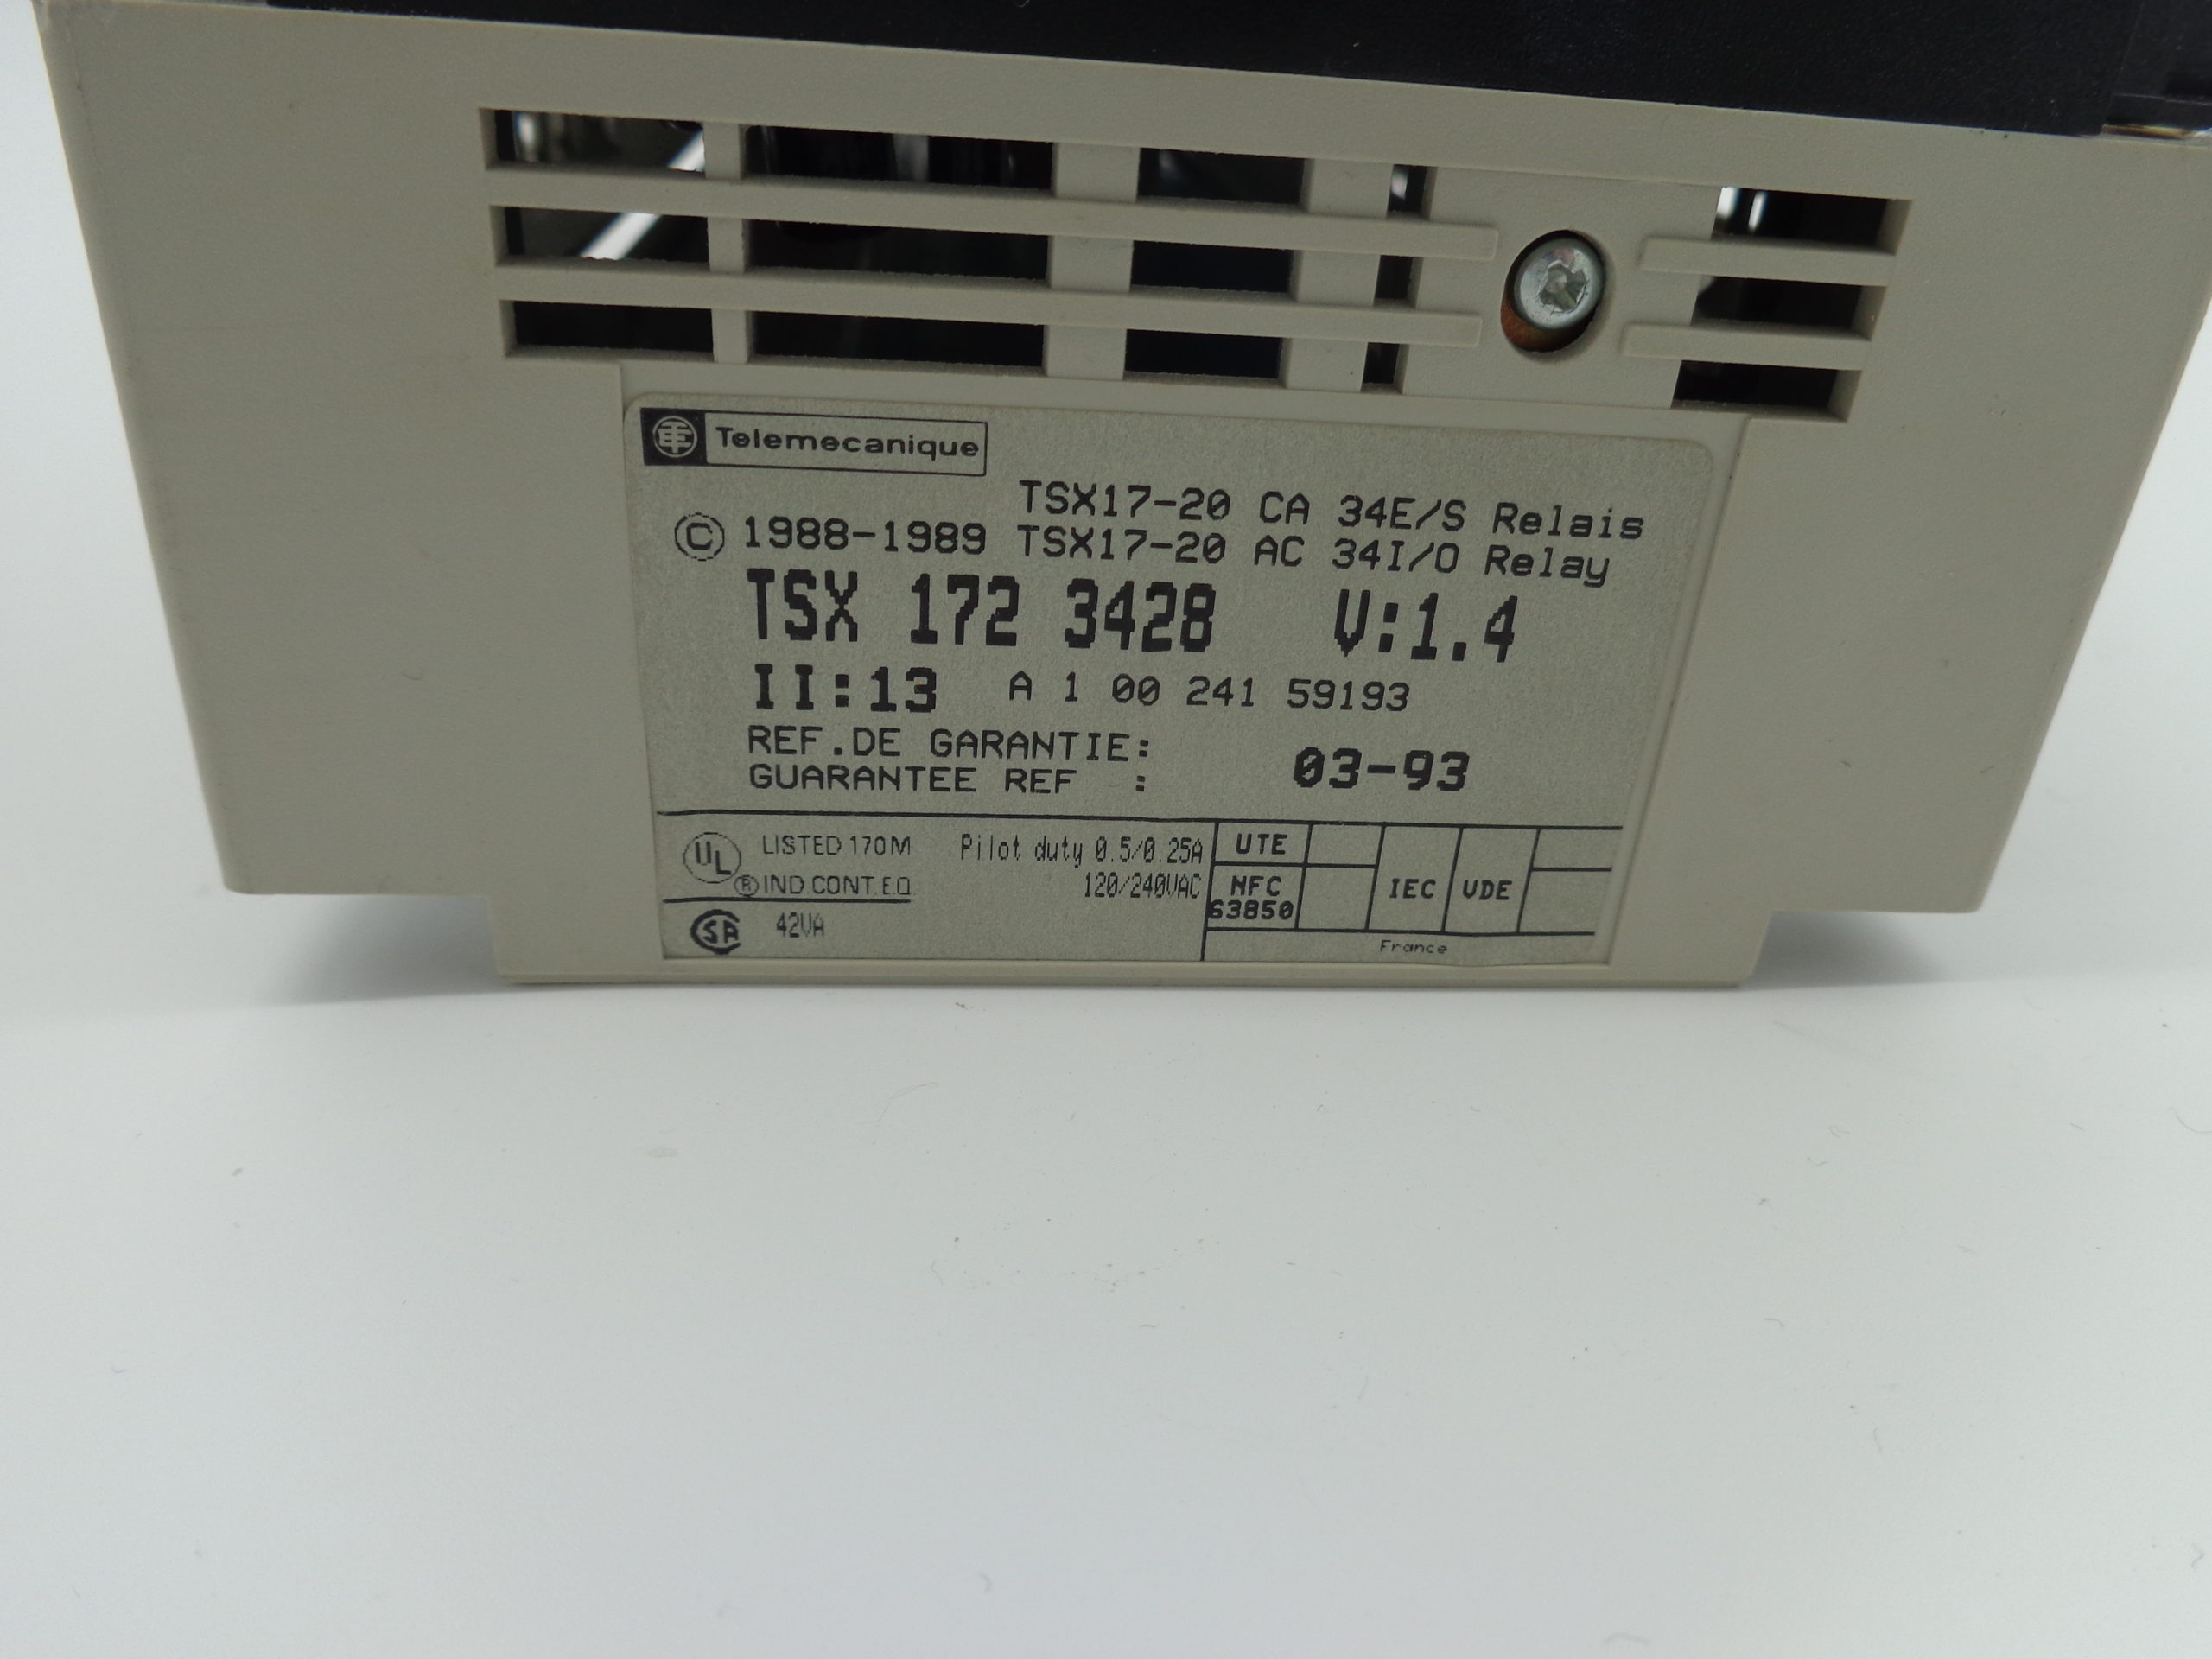 Telemecanique
TSX17-20 CA 34E/S Relais
© 1988-1989 TSX17-20 AC 34I/O Relay
TSX 172 3428 V:1.4
II:13 A 1 00 241 59193
REF.DE GARANTIE:
GUARANTEE REF : 03-93
UL LISTED 170M Pilot duty 0.5/0.25A UTE
® IND.CONT.EQ 120/240VAC NFC IEC VDE
63850
SA 42VA
France